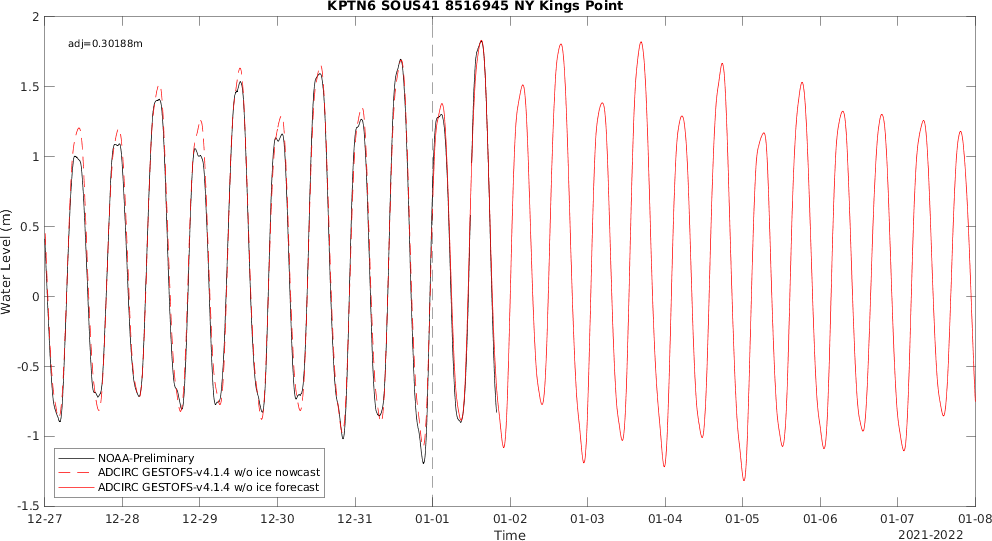 KPTN6 SOUS41 8516945 NY Kings Point
adj=0.30188m
Water Level (m)
2
1.5
1
0.5
0
-0.5
-1
-1.5
NOAA-Preliminary
ADCIRC GESTOFS-v4.1.4 w/o ice nowcast
ADCIRC GESTOFS-v4.1.4 w/o ice forecast
12-27 12-28 12-29 12-30 12-31 01-01 01-02 01-03 01-04 01-05 01-06 01-07 01-08
Time
2021-2022